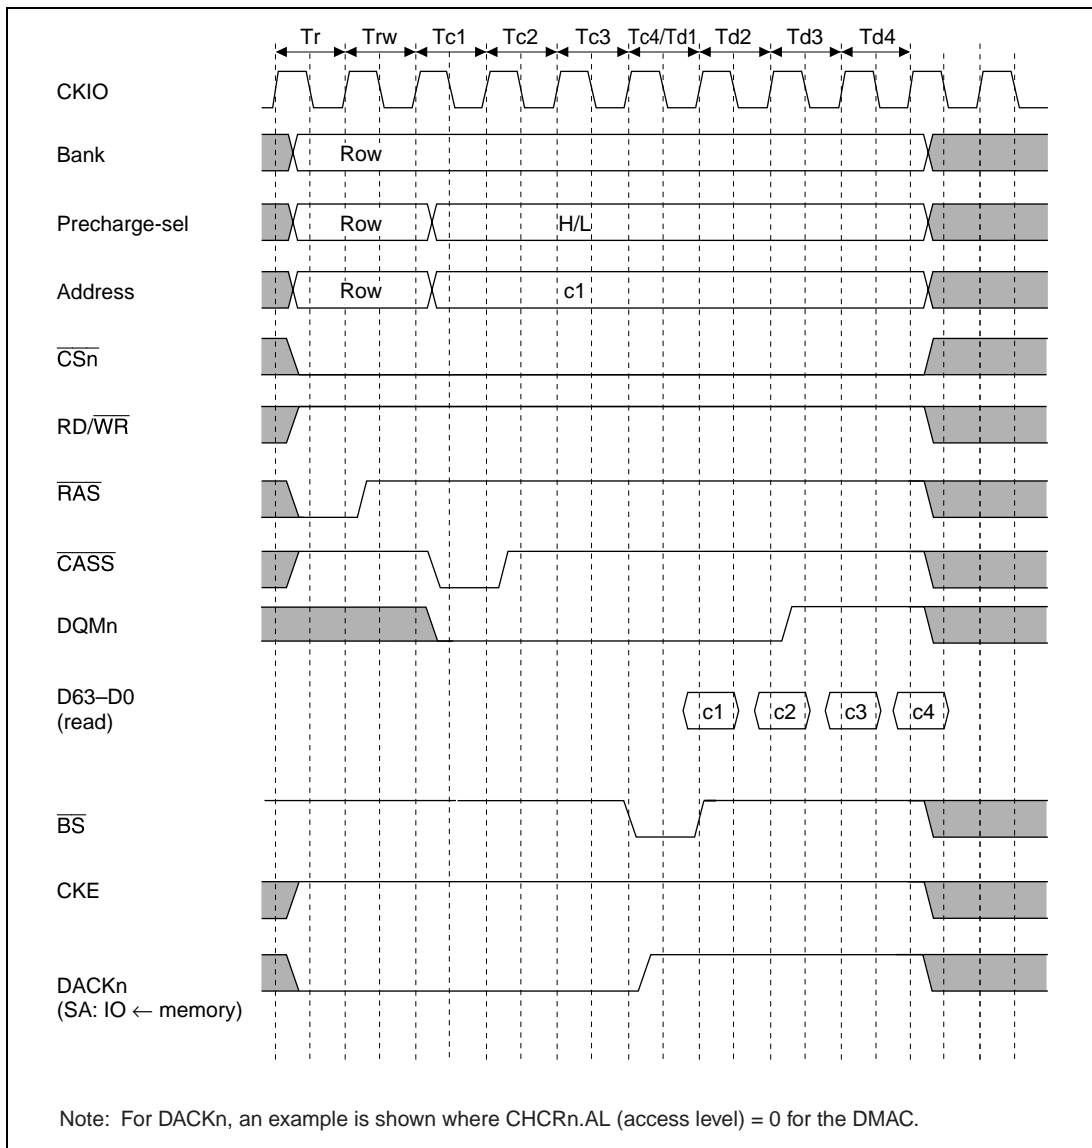 Tr Trw Tc1 Tc2 Tc3 Tc4/Td1 Td2 Td3 Td4
CKIO
Bank Row
Precharge-sel Row H/L
Address Row c1
CSn
RD/WR
RAS
CASS
DQMn
D63–D0
(read)
c1 c2 c3 c4
BS
CKE
DACKn
(SA: IO ← memory)
Note: For DACKn, an example is shown where CHCRn.AL (access level) = 0 for the DMAC.